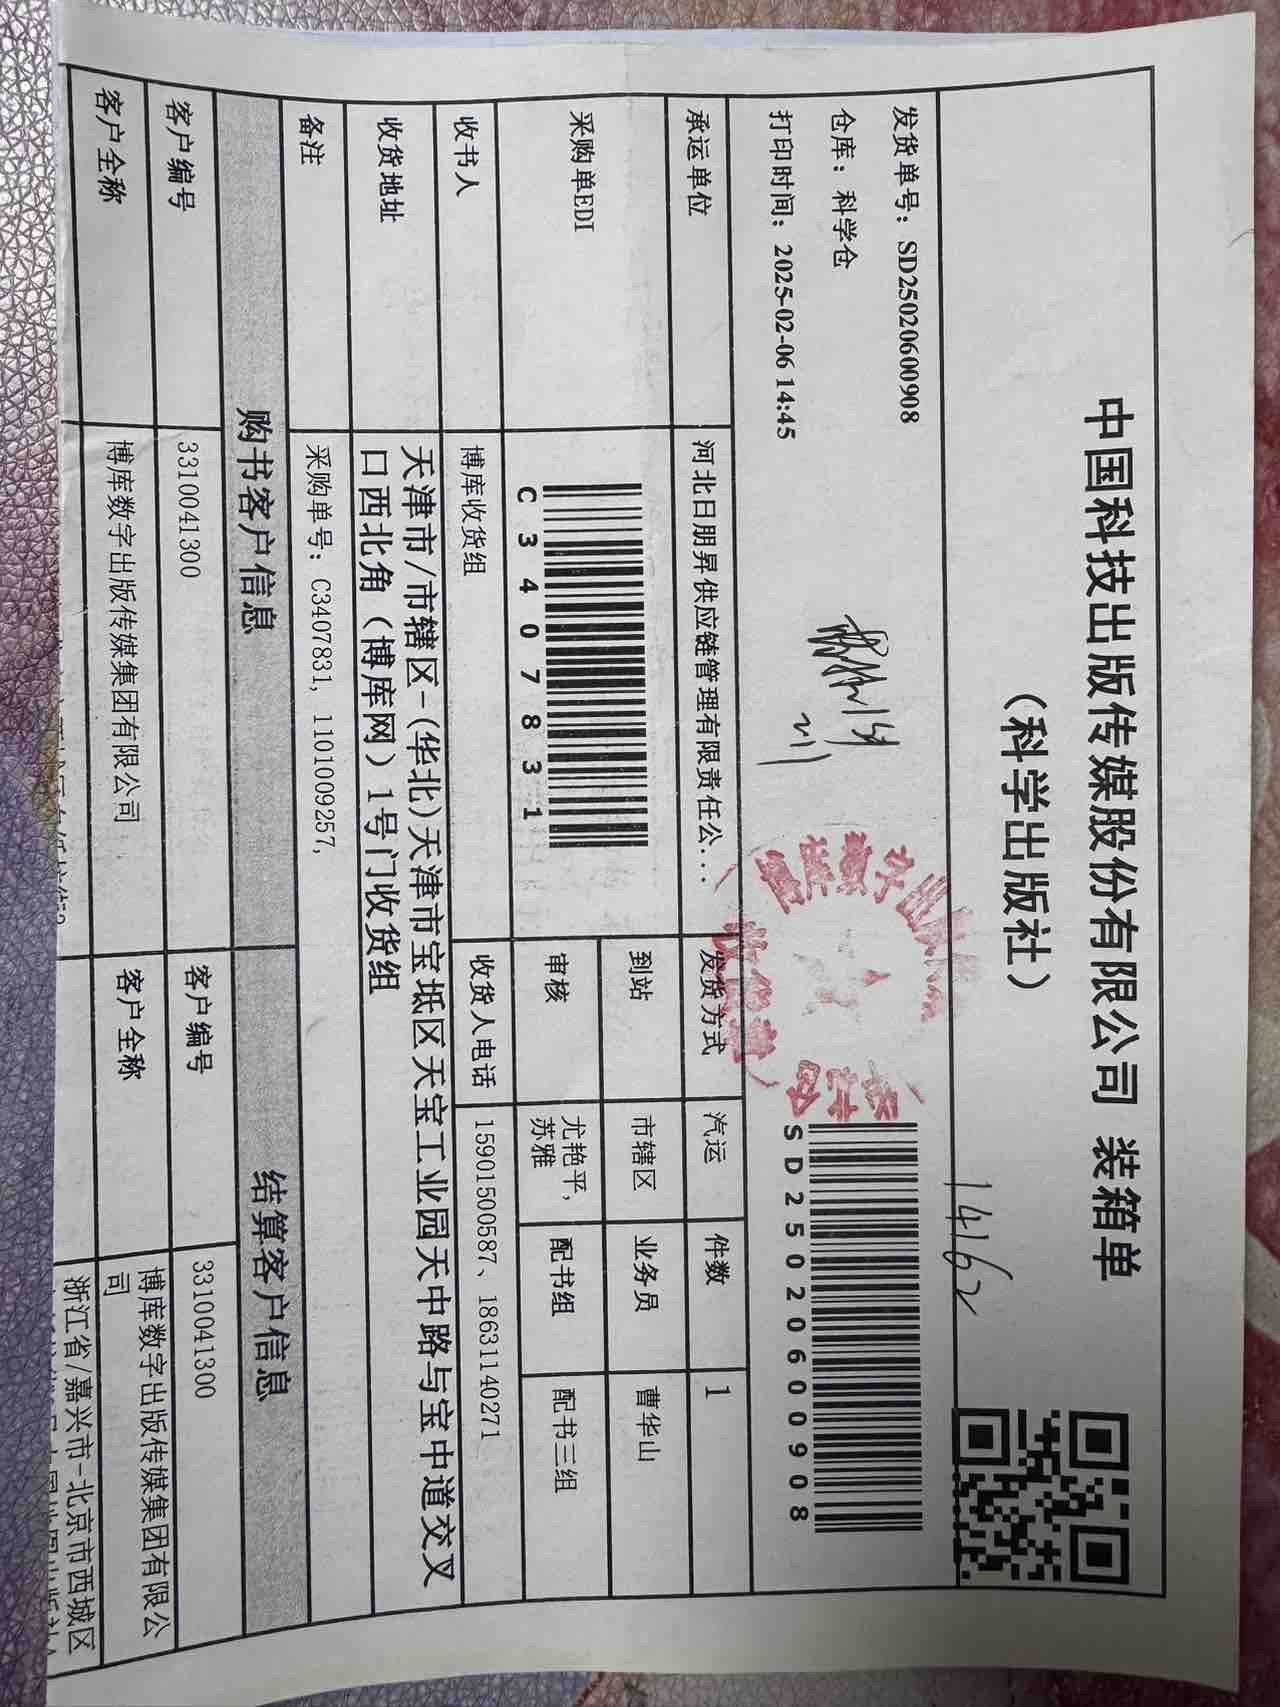 中国科技出版传媒股份有限公司 装箱单
（科学出版社）
14162
发货单号：SD2502060O908
仓库：科学仓
打印时间：2025-02-06 14:45
SD25020600908
承运单位 河北日朋昇供应链管理有限责任公... 发货方式 汽运 件数 1
采购单EDI C3407831 到站 市辖区 业务员 曹华山
审核 尤艳平,苏雅 配书组 配书三组
收书人 博库收货组 收货人电话 15901500587、18631140271
收货地址 天津市/市辖区-(华北)天津市宝坻区天宝工业园天中路与宝中道交叉
口西北角（博库网）1号门收货组
备注 采购单号：C3407831, 1101009257,
购书客户信息 结算客户信息
客户编号 3310041300 客户编号 3310041300
客户全称 博库数字出版传媒集团有限公司 客户全称 博库数字出版传媒集团有限公
司
浙江省/嘉兴市-北京市西城区